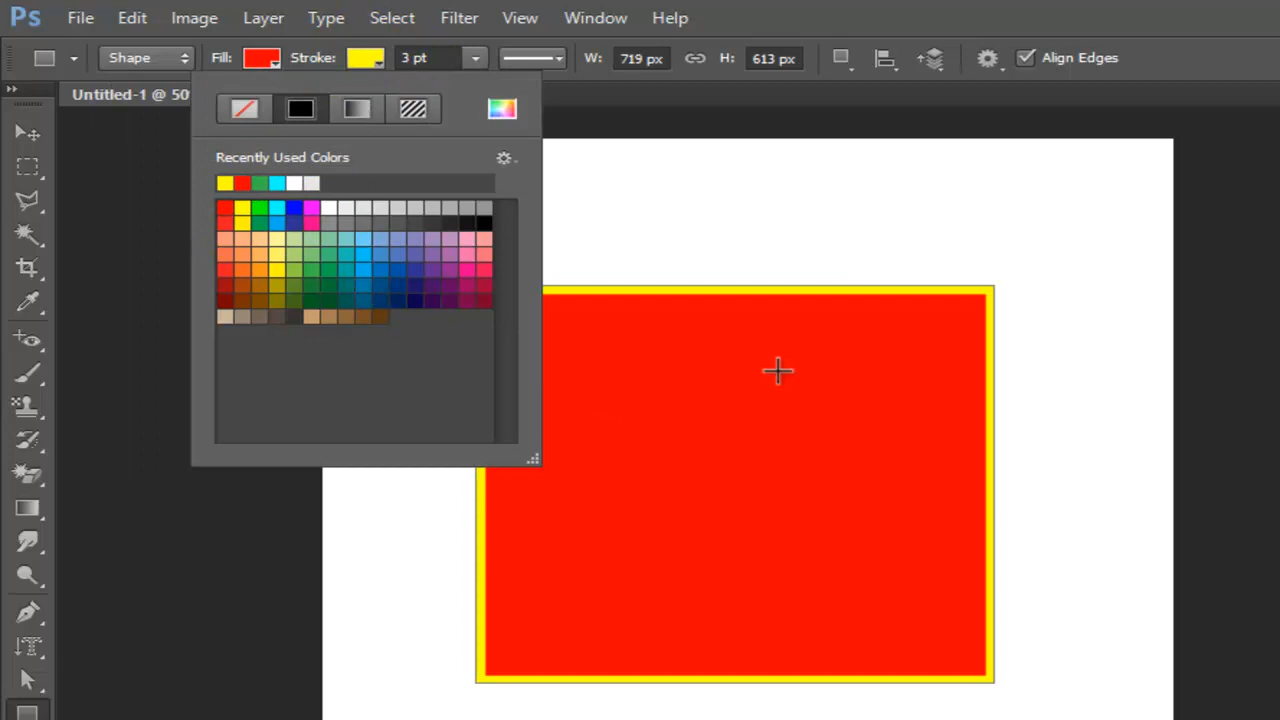 Ps File Edit Image Layer Type Select Filter View Window Help
Shape Fill: Stroke: 3 pt W: 719 px H: 613 px Align Edges
Untitled-1 @ 50
Recently Used Colors